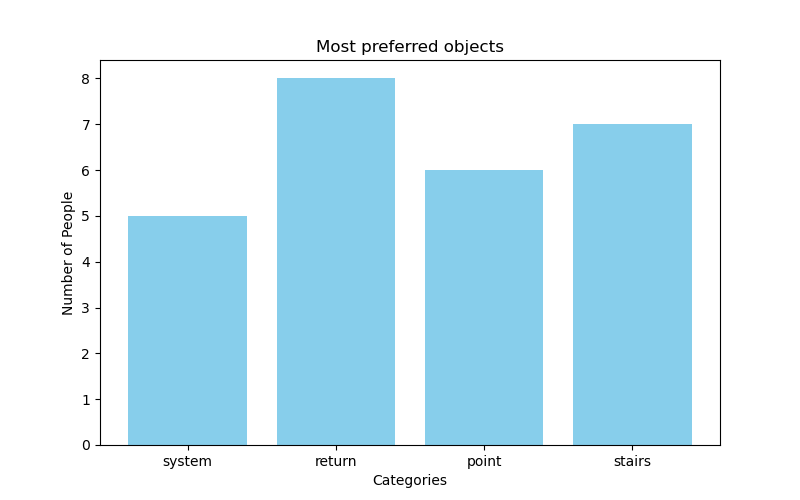 Most preferred objects
Number of People
8
7
6
5
4
3
2
1
0
system return point stairs
Categories